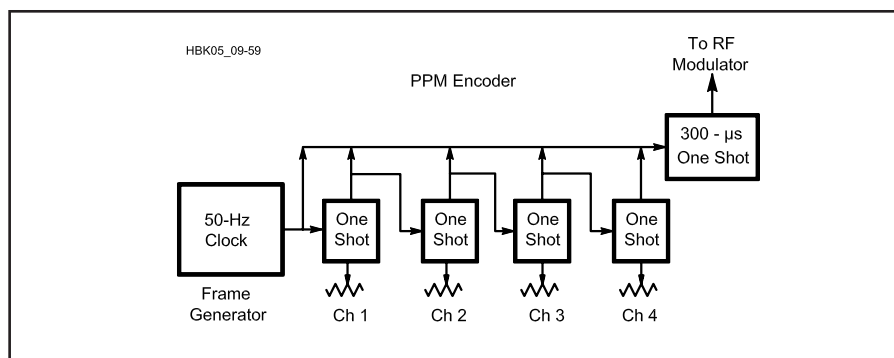 HBK05_09-59
To RF
Modulator
PPM Encoder
300 - µs
One Shot
50-Hz
Clock
One
Shot
One
Shot
One
Shot
One
Shot
Frame
Generator
Ch 1
Ch 2
Ch 3
Ch 4